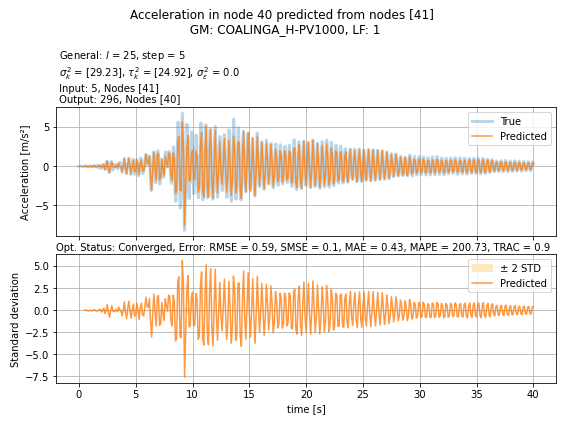 Acceleration in node 40 predicted from nodes [41]
GM: COALINGA_H-PV1000, LF: 1
General: l = 25, step = 5
σ²ₖ = [29.23], τ²ₖ = [24.92], σ²ε = 0.0
Input: 5, Nodes [41]
Output: 296, Nodes [40]
Acceleration [m/s²]
5
0
−5
True
Predicted
Opt. Status: Converged, Error: RMSE = 0.59, SMSE = 0.1, MAE = 0.43, MAPE = 200.73, TRAC = 0.9
Standard deviation
5.0
2.5
0.0
−2.5
−5.0
−7.5
± 2 STD
Predicted
0 5 10 15 20 25 30 35 40
time [s]